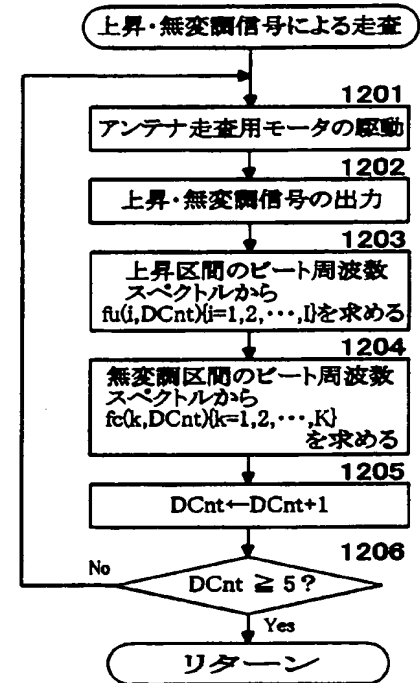 上昇・無変調信号による走査
1201
アンテナ走査用モータの駆動
1202
上昇・無変調信号の出力
1203
上昇区間のビート周波数
スペクトルから
fu(i,DCnt){i=1,2,･･･,I}を求める
1204
無変調区間のビート周波数
スペクトルから
fc(k,DCnt){k=1,2,･･･,K}
を求める
1205
DCnt←DCnt+1
1206
No
DCnt ≧ 5？
Yes
リターン